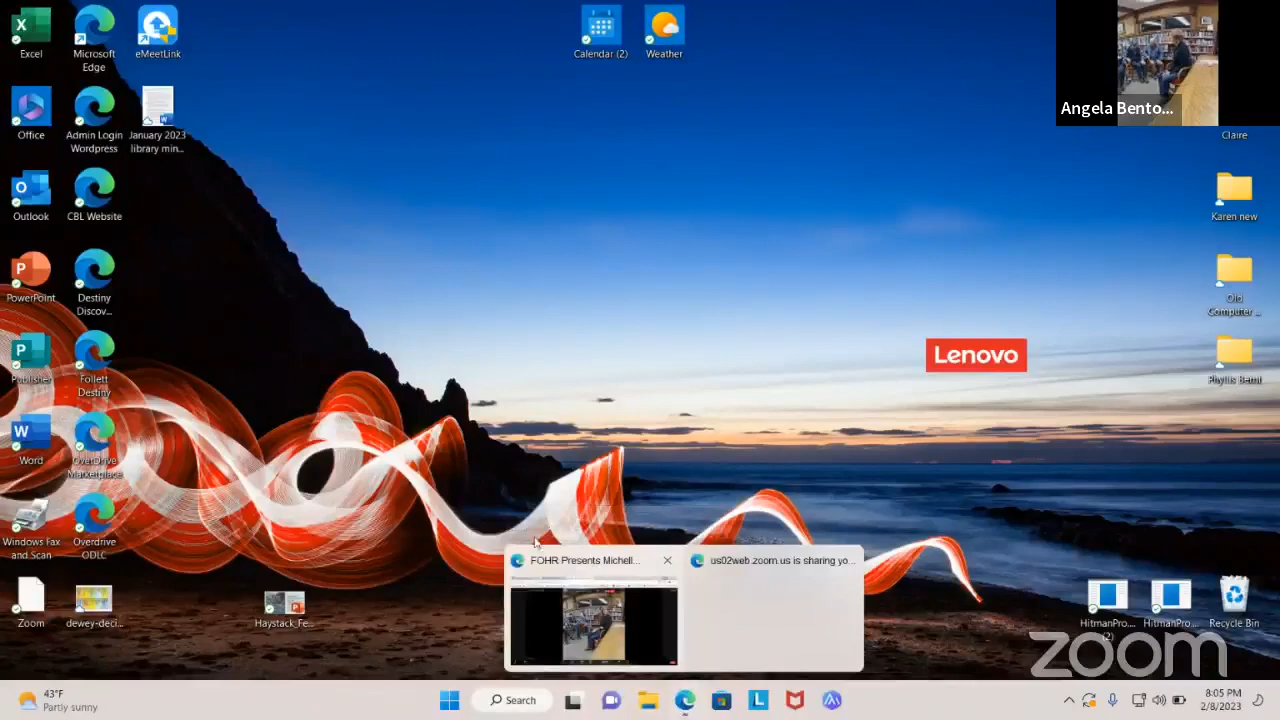 Excel
Microsoft
Edge
eMeetLink
Calendar (2)
Weather
Angela Bento...
Office
Admin Login
Wordpress
January 2023
library min...
Claire
Outlook
CBL Website
Karen new
PowerPoint
Destiny
Discov...
Old
Computer ...
Publisher
Follett
Destiny
Lenovo
Phyllis Bernt
Word
OverDrive
Marketplace
Windows Fax
and Scan
Overdrive
ODLC
FOHR Presents Michell...
us02web.zoom.us is sharing yo...
Zoom
dewey-deci...
Haystack_Fe...
HitmanPro....
(2)
HitmanPro....
Recycle Bin
zoom
43°F
Partly sunny
Search
8:05 PM
2/8/2023